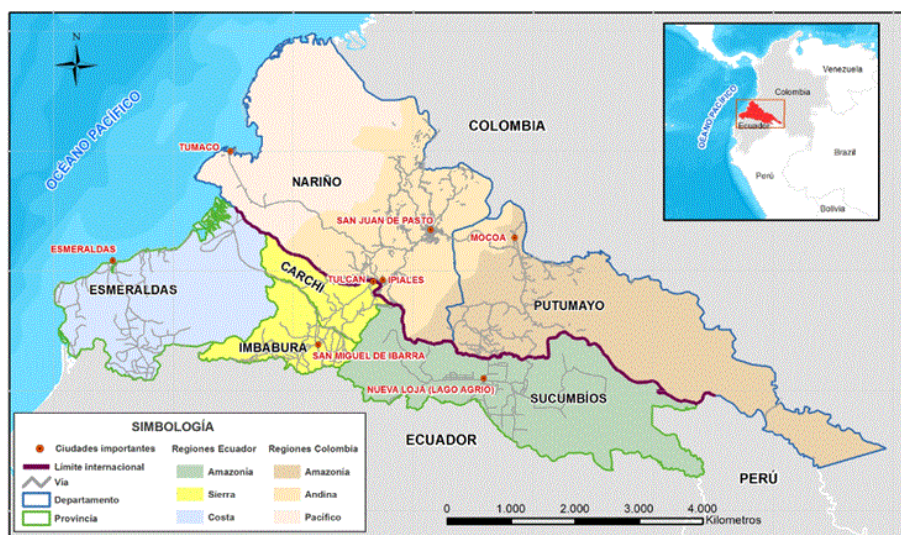 N
OCÉANO PACÍFICO
COLOMBIA
TUMACO
NARIÑO
SAN JUAN DE PASTO
MOCOA
ESMERALDAS
ESMERALDAS
CARCHI
TULCAN
IPIALES
PUTUMAYO
IMBABURA
SAN MIGUEL DE IBARRA
NUEVA LOJA (LAGO AGRIO)
SUCUMBÍOS
ECUADOR
PERÚ
OCÉANO PACÍFICO
Venezuela
Colombia
Ecuador
Brazil
Perú
Bolivia
SIMBOLOGÍA
Ciudades importantes
Límite internacional
Vía
Departamento
Provincia
Regiones Ecuador
Amazonía
Sierra
Costa
Regiones Colombia
Amazonía
Andina
Pacífico
0 1.000 2.000 3.000 4.000
Kilometros